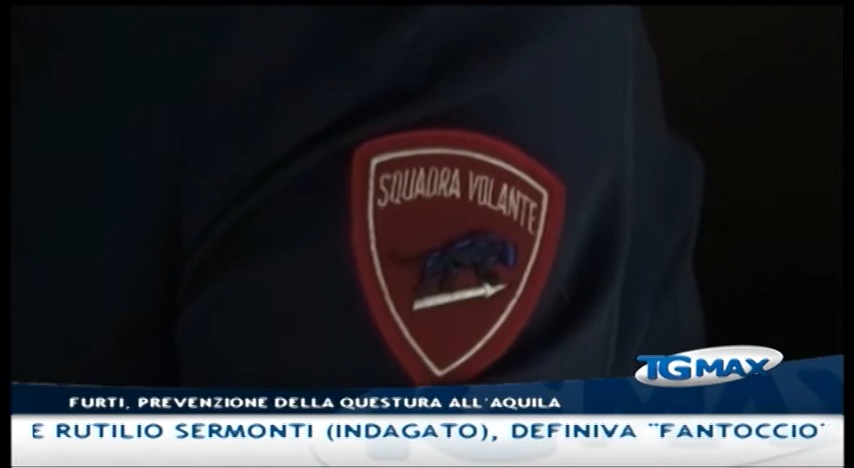 SQUADRA VOLANTE
TGMAX
FURTI, PREVENZIONE DELLA QUESTURA ALL'AQUILA
E RUTILIO SERMONTI (INDAGATO), DEFINIVA "FANTOCCIO"